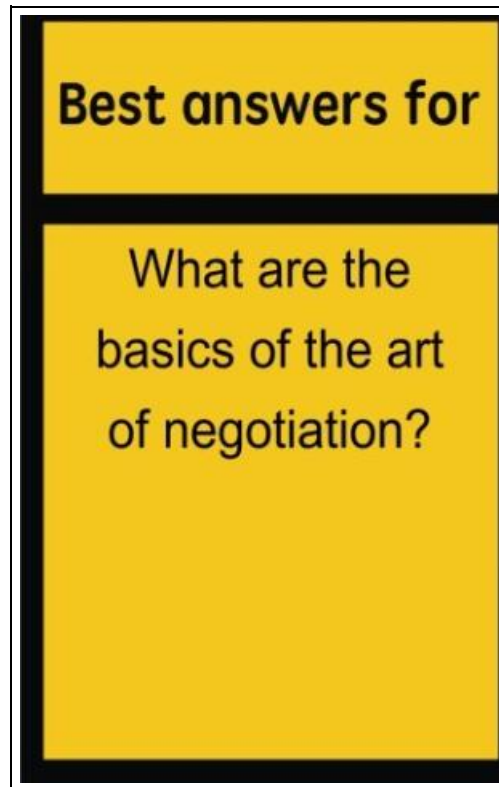 Best answers for
What are the
basics of the art
of negotiation?